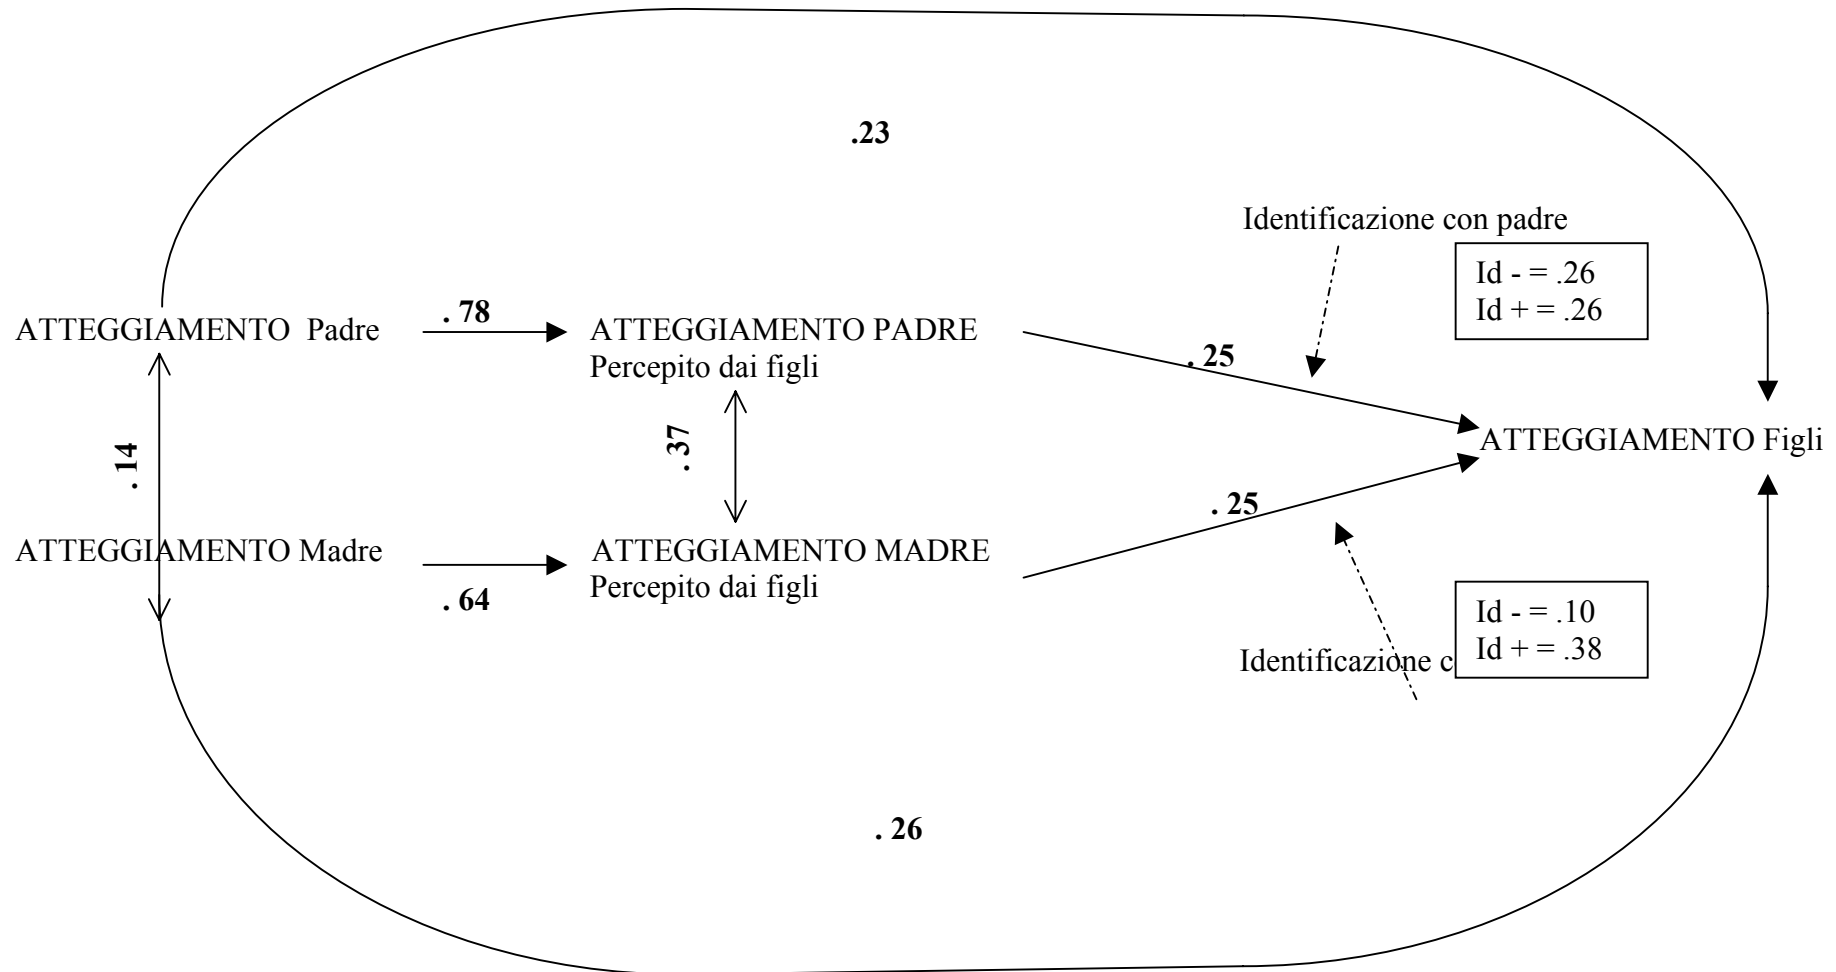 .23
Identificazione con padre
Id - = .26
Id + = .26
ATTEGGIAMENTO Padre
. 78
ATTEGGIAMENTO PADRE
Percepito dai figli
. 25
. 14
. 37
ATTEGGIAMENTO Figli
. 25
ATTEGGIAMENTO Madre
. 64
ATTEGGIAMENTO MADRE
Percepito dai figli
Id - = .10
Id + = .38
Identificazione c
. 26